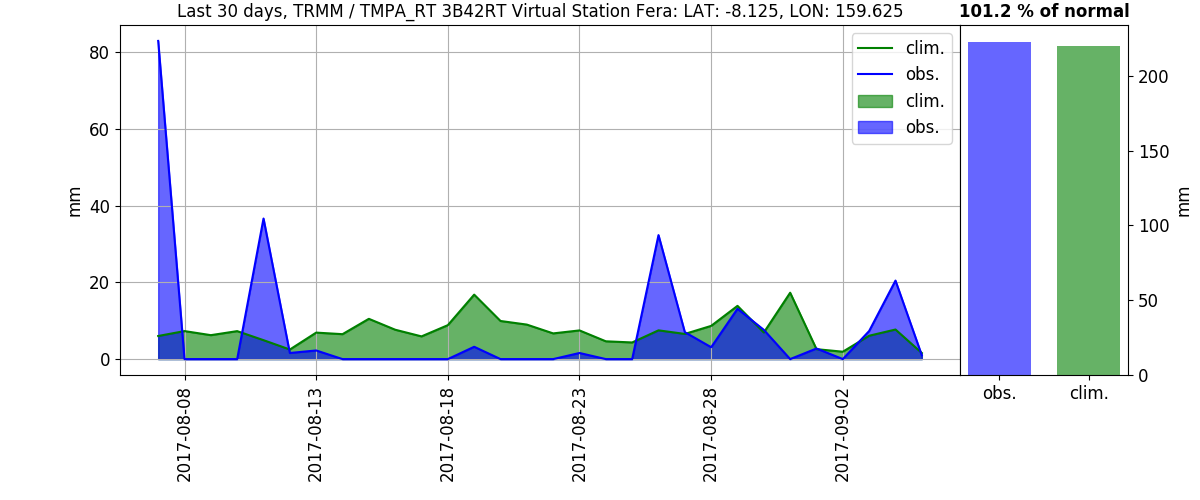 Last 30 days, TRMM / TMPA_RT 3B42RT Virtual Station Fera: LAT: -8.125, LON: 159.625
101.2 % of normal
clim.
obs.
clim.
obs.
mm
80
60
40
20
0
2017-08-08
2017-08-13
2017-08-18
2017-08-23
2017-08-28
2017-09-02
200
150
100
50
0
mm
obs.
clim.